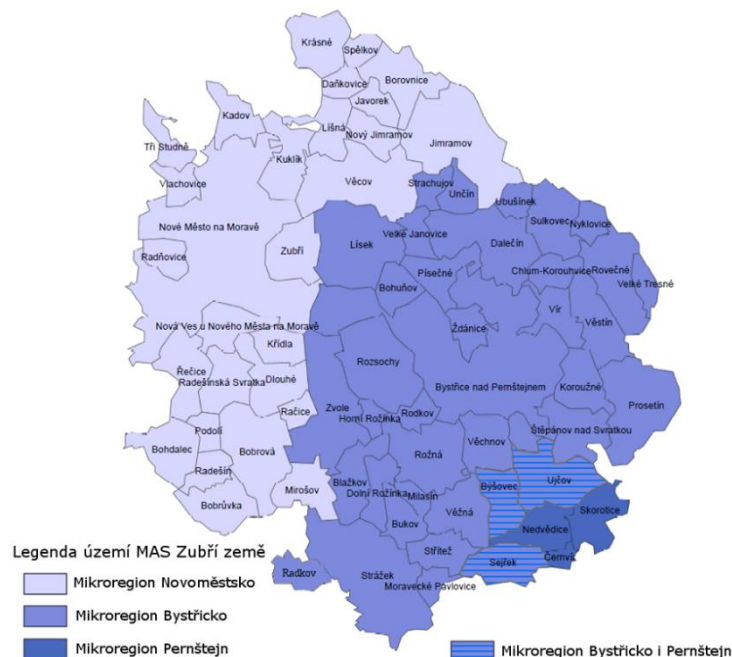 Krásné
Spělkov
Daňkovice
Borovnice
Javorek
Kadov
Líšná
Nový Jimramov
Jimramov
Tři Studně
Kuklík
Vlachovice
Věcov
Strachujov
Unčín
Ubušínek
Nové Město na Moravě
Sulkovec
Nyklovice
Velké Janovice
Zubří
Lísek
Dalečín
Radňovice
Písečné
Chlum-Korouhvice
Rovečné
Velké Tresné
Bohuňov
Vír
Věstín
Nová Ves u Nového Města na Moravě
Ždánice
Křídla
Rozsochy
Řečice
Radešínská Svratka
Dlouhé
Bystřice nad Pernštejnem
Koroužné
Prosetín
Račice
Zvole
Rodkov
Horní Rožínka
Podolí
Štěpánov nad Svratkou
Bohdalec
Bobrová
Věchnov
Rožná
Radešín
Ujčov
Blažkov
Býšovec
Mirošov
Dolní Rožínka
Milasín
Bobrůvka
Věžná
Skorotice
Bukov
Nedvědice
Střítež
Černvír
Sejřek
Radkov
Strážek
Moravecké Pavlovice
Legenda území MAS Zubří země
Mikroregion Novoměstsko
Mikroregion Bystřicko
Mikroregion Pernštejn
Mikroregion Bystřicko i Pernštejn